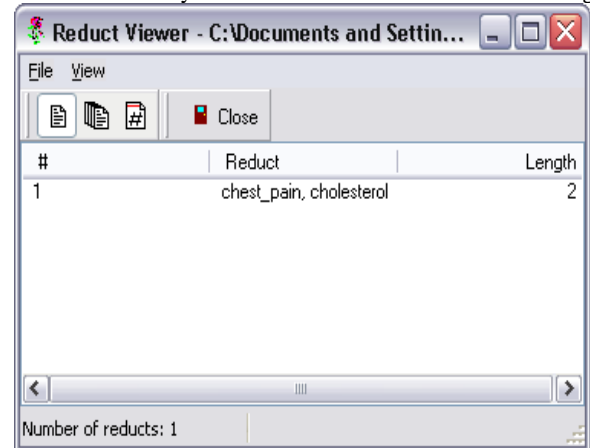 Reduct Viewer - C:\Documents and Settin...
File View
Close
# Reduct Length
1 chest_pain, cholesterol 2
Number of reducts: 1